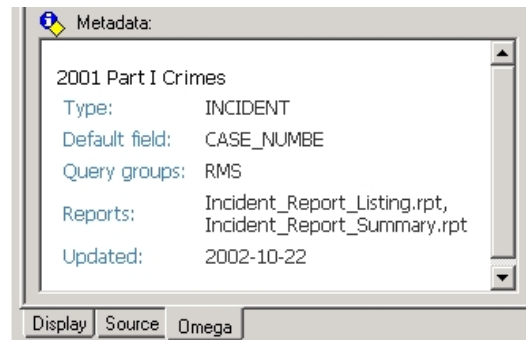 Metadata:
2001 Part I Crimes
Type: INCIDENT
Default field: CASE_NUMBE
Query groups: RMS
Reports: Incident_Report_Listing.rpt,
Incident_Report_Summary.rpt
Updated: 2002-10-22
Display Source Omega